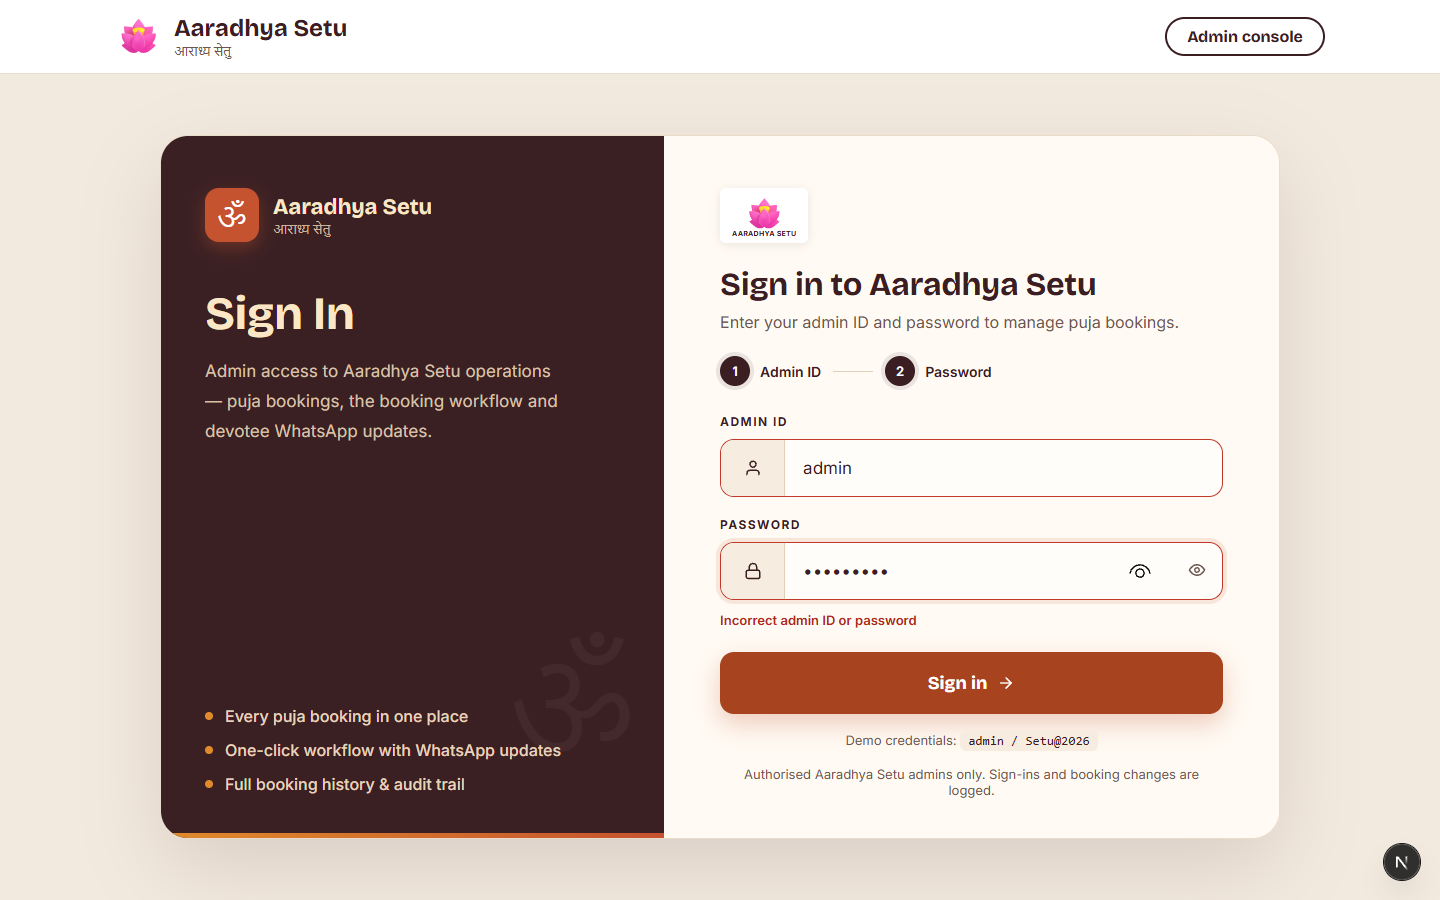 Aaradhya Setu
आराध्य सेतु
Admin console
ॐ
Aaradhya Setu
आराध्य सेतु
Sign In
Admin access to Aaradhya Setu operations
— puja bookings, the booking workflow and
devotee WhatsApp updates.
ॐ
Every puja booking in one place
One-click workflow with WhatsApp updates
Full booking history & audit trail
AARADHYA SETU
Sign in to Aaradhya Setu
Enter your admin ID and password to manage puja bookings.
1 Admin ID 2 Password
ADMIN ID
admin
PASSWORD
•••••••••
Incorrect admin ID or password
Sign in →
Demo credentials: admin / Setu@2026
Authorised Aaradhya Setu admins only. Sign-ins and booking changes are
logged.
N